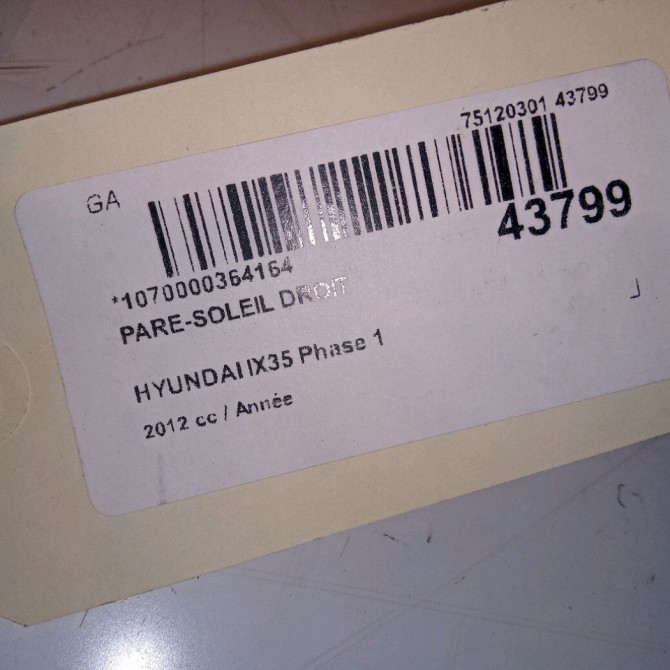 75120301 43799
GA
43799
*1070000364164
PARE-SOLEIL DROIT
HYUNDAI IX35 Phase 1
2012 cc / Année